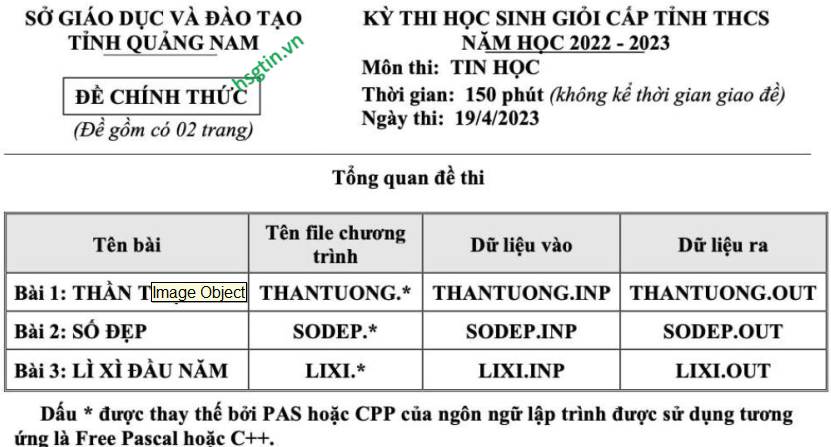 SỞ GIÁO DỤC VÀ ĐÀO TẠO
TỈNH QUẢNG NAM
hsgtin.vn
ĐỀ CHÍNH THỨC
(Đề gồm có 02 trang)
KỲ THI HỌC SINH GIỎI CẤP TỈNH THCS
NĂM HỌC 2022 - 2023
Môn thi: TIN HỌC
Thời gian: 150 phút (không kể thời gian giao đề)
Ngày thi: 19/4/2023
Tổng quan đề thi
Tên bài
Tên file chương
trình
Dữ liệu vào
Dữ liệu ra
Bài 1: THẦN T
Image Object
THANTUONG.*
THANTUONG.INP
THANTUONG.OUT
Bài 2: SỐ ĐẸP
SODEP.*
SODEP.INP
SODEP.OUT
Bài 3: LÌ XÌ ĐẦU NĂM
LIXI.*
LIXI.INP
LIXI.OUT
Dấu * được thay thế bởi PAS hoặc CPP của ngôn ngữ lập trình được sử dụng tương
ứng là Free Pascal hoặc C++.